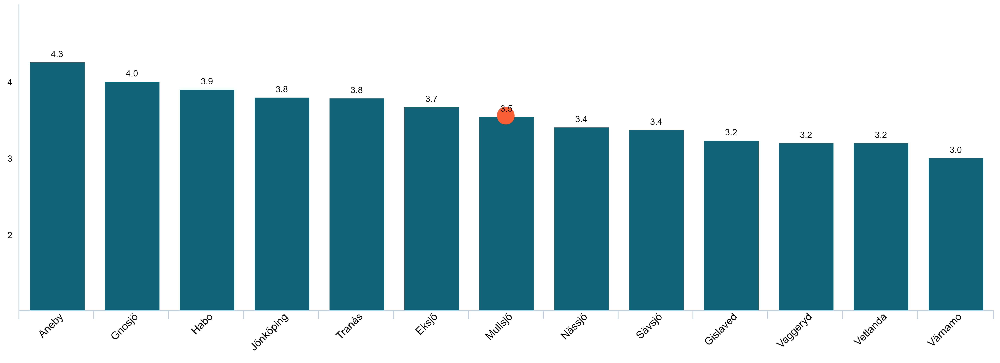 4.3
4.0
3.9
3.8
3.8
3.7
3.5
3.4
3.4
3.2
3.2
3.2
3.0
4
3
2
Aneby
Gnosjö
Habo
Jönköping
Tranås
Eksjö
Mullsjö
Nässjö
Sävsjö
Gislaved
Vaggeryd
Vetlanda
Värnamo